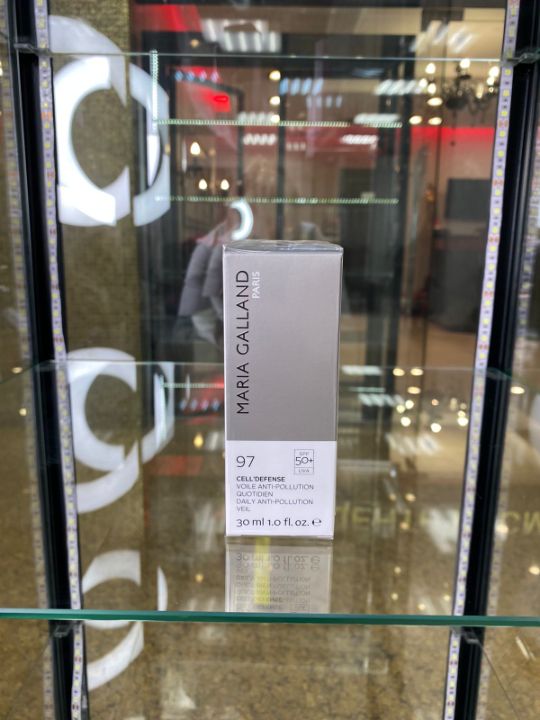 MARIA GALLAND
PARIS
97
SPF
50+
UVA
CELL'DEFENSE
VOILE ANTI-POLLUTION
QUOTIDIEN
DAILY ANTI-POLLUTION
VEIL
30 ml 1.0 fl. oz. ℮